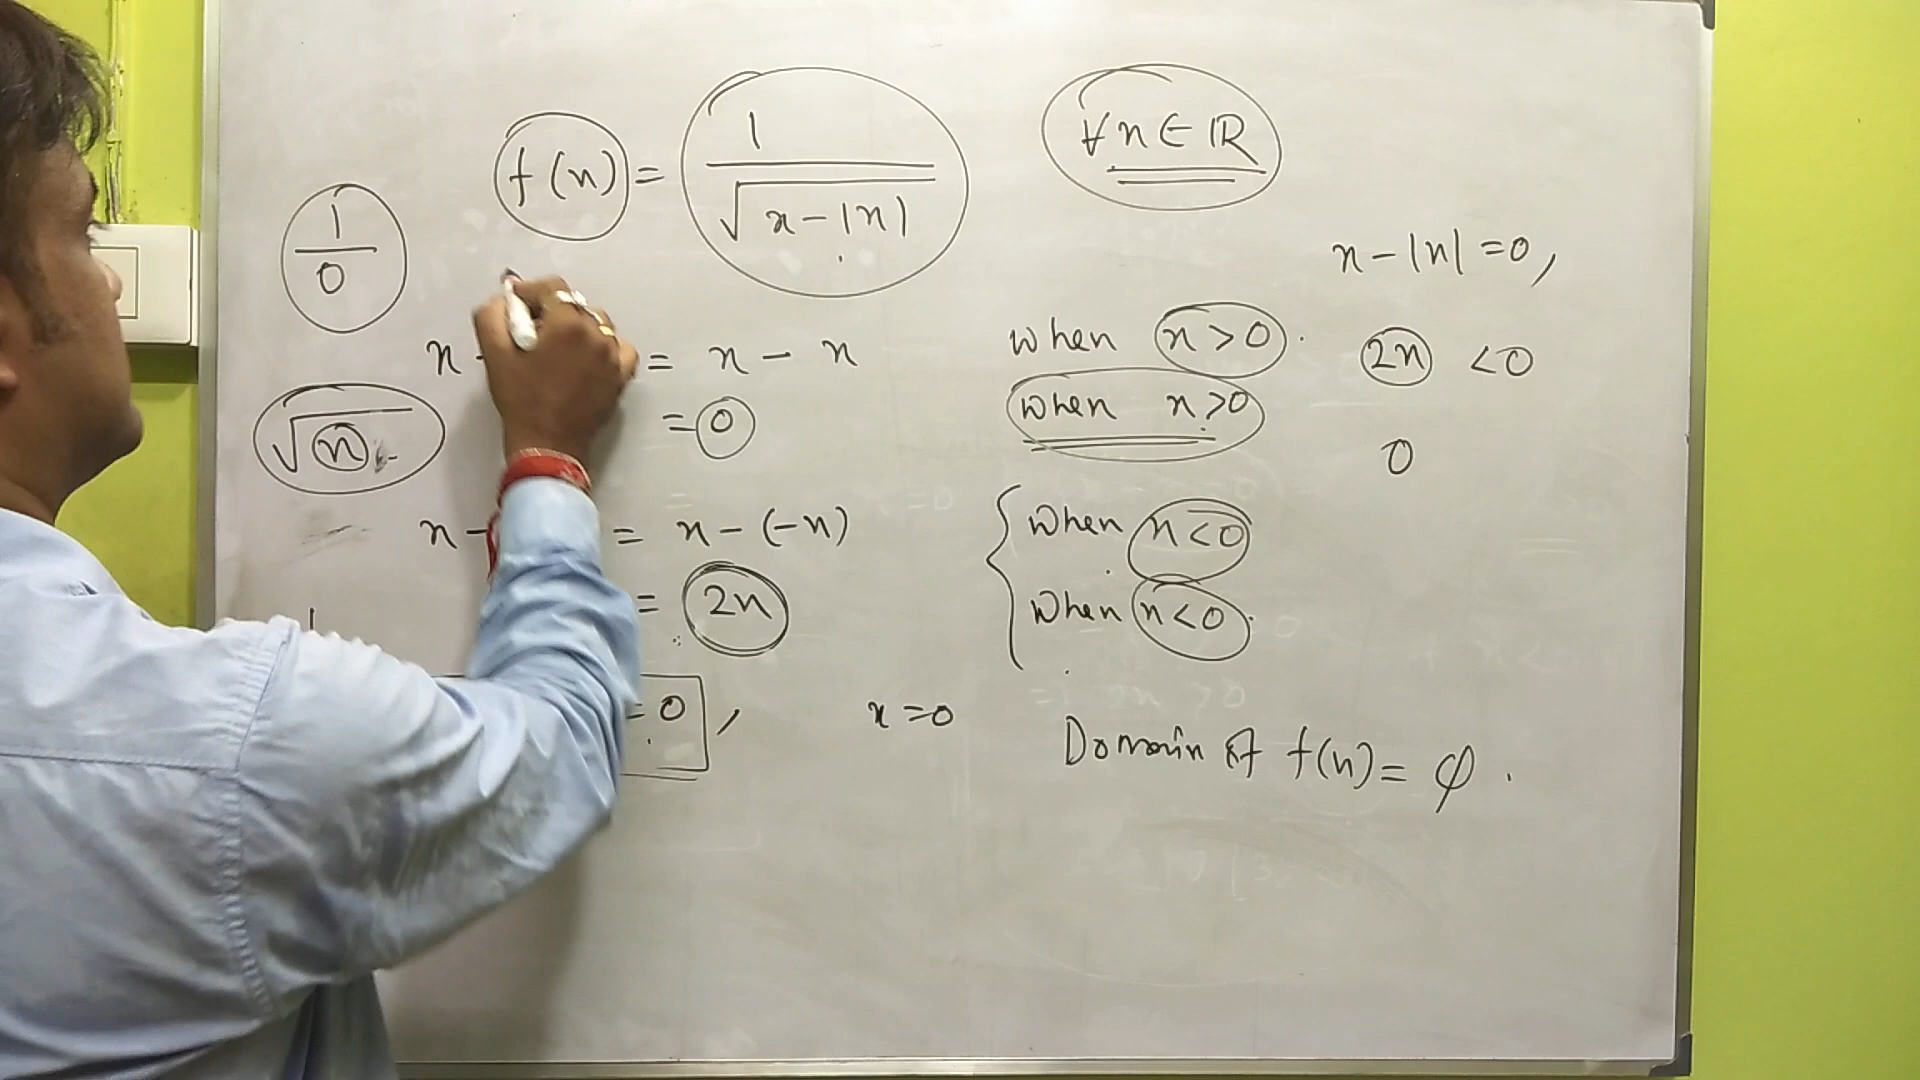 f(x) = 1/√(x-|x|) ∀ x ∈ ℝ
1/0
x-|x| = 0,
x - = x - x when x>0. 2x <0
= 0 when x>0
√x 0
x - = x-(-x) when x<0
= 2x when x<0
1
= 0, x=0
Domain of f(x) = φ.